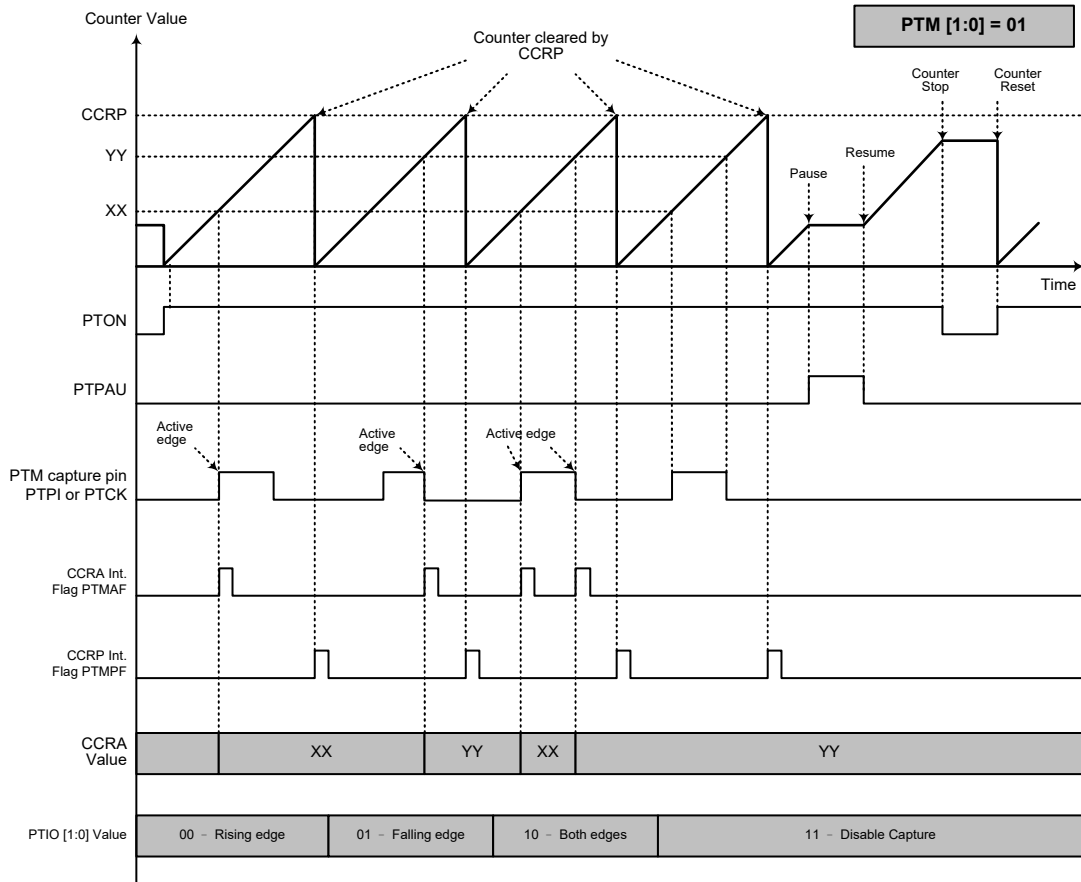 Counter Value
PTM [1:0] = 01
Counter cleared by
CCRP
Counter
Stop
Counter
Reset
CCRP
YY
XX
Pause
Resume
Time
PTON
PTPAU
Active
edge
Active
edge
Active edge
PTM capture pin
PTPI or PTCK
CCRA Int.
Flag PTMAF
CCRP Int.
Flag PTMPF
CCRA
Value
XX
YY
XX
YY
PTIO [1:0] Value
00 - Rising edge
01 - Falling edge
10 - Both edges
11 - Disable Capture